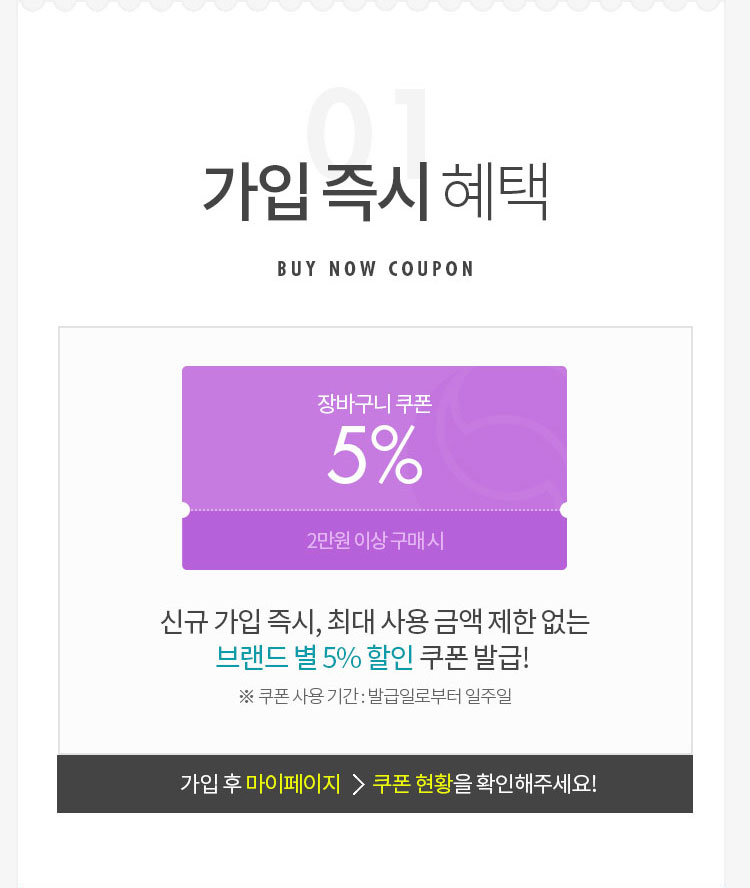 01
가입 즉시 혜택
BUY NOW COUPON
장바구니 쿠폰
5%
2만원 이상 구매 시
신규 가입 즉시, 최대 사용 금액 제한 없는
브랜드 별 5% 할인 쿠폰 발급!
※ 쿠폰 사용 기간 : 발급일로부터 일주일
가입 후 마이페이지 > 쿠폰 현황을 확인해주세요!